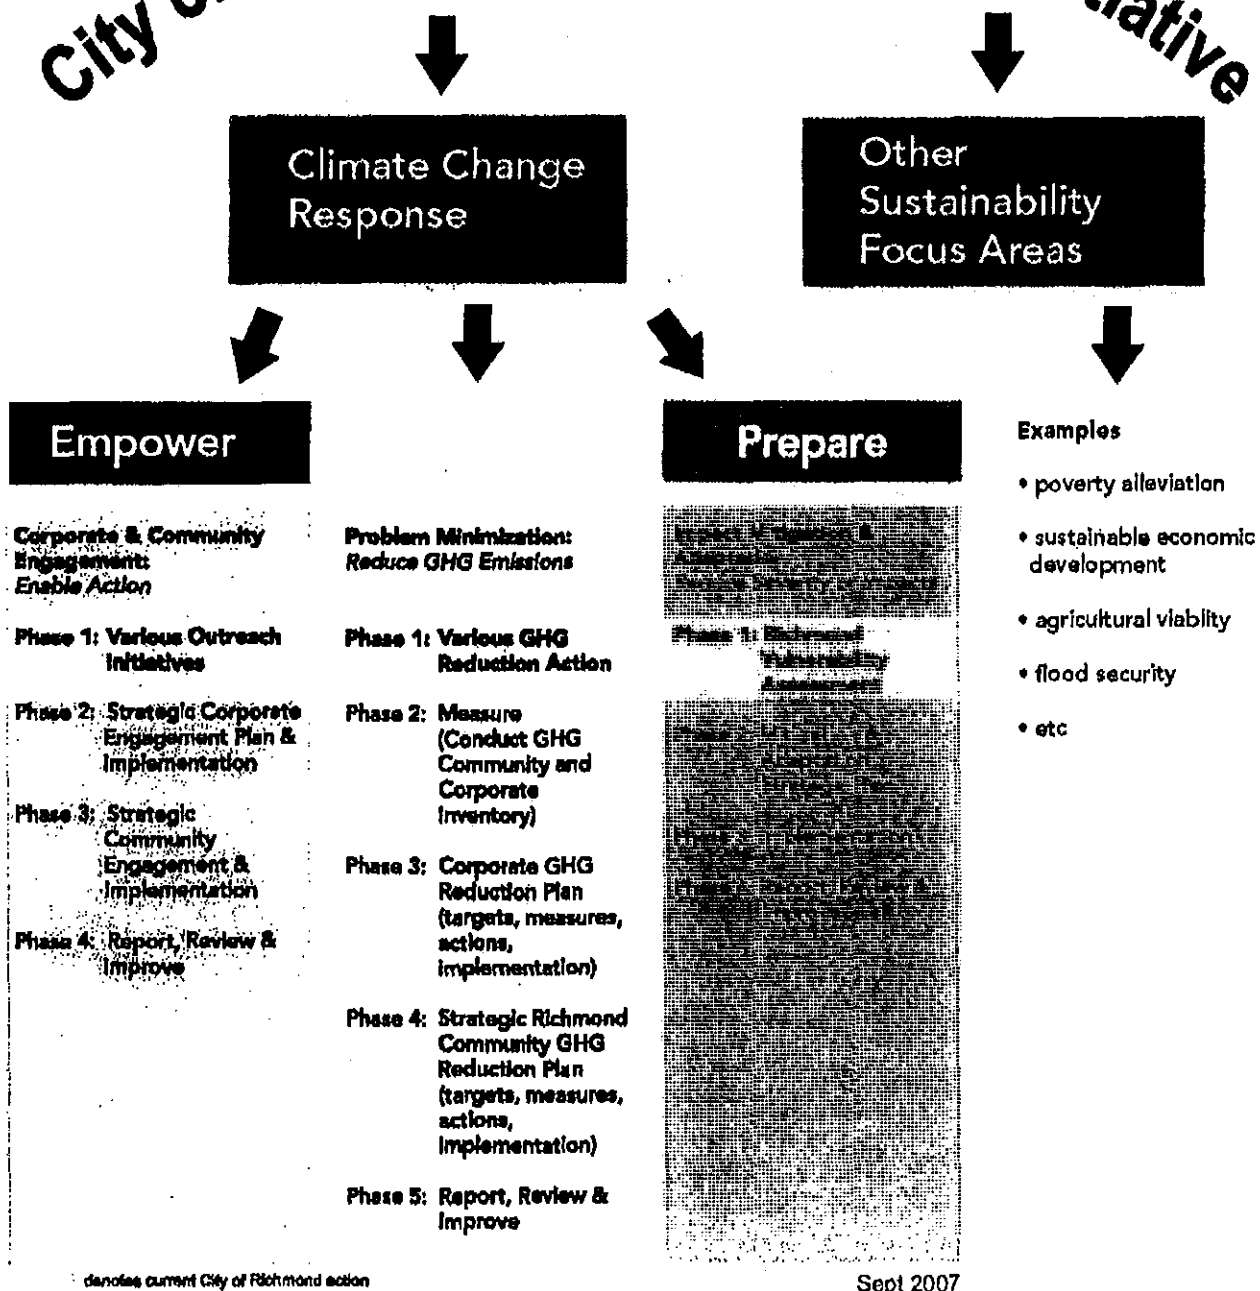 City
Climate Change
Response
Other
Sustainability
Focus Areas
Empower
Corporate & Community
Engagement:
Enable Action
Phase 1: Various Outreach
Initiatives
Phase 2: Strategic Corporate
Engagement Plan &
Implementation
Phase 3: Strategic
Community
Engagement &
Implementation
Phase 4: Report, Review &
Improve
Problem Minimization:
Reduce GHG Emissions
Phase 1: Various GHG
Reduction Action
Phase 2: Measure
(Conduct GHG
Community and
Corporate
Inventory)
Phase 3: Corporate GHG
Reduction Plan
(targets, measures,
actions,
implementation)
Phase 4: Strategic Richmond
Community GHG
Reduction Plan
(targets, measures,
actions,
Implementation)
Phase 5: Report, Review &
Improve
Prepare
Impact Mitigation &
Phase 1: Richmond
Vulnerability
Assessment
Examples
• poverty alleviation
• sustainable economic
development
• agricultural viablity
• flood security
• etc
denotes current City of Richmond action
Sept 2007